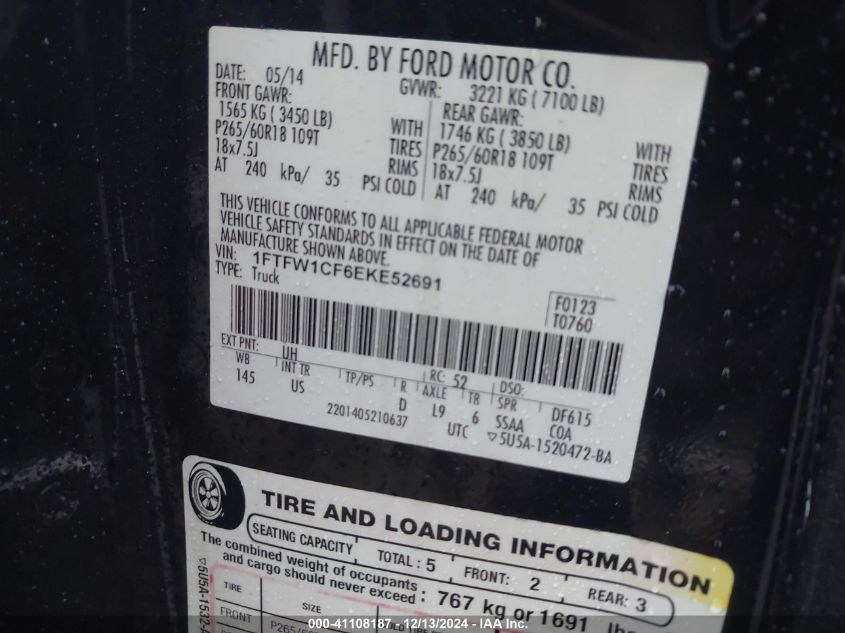 MFD. BY FORD MOTOR CO.
DATE: 05/14 GVWR: 3221 KG ( 7100 LB)
FRONT GAWR: REAR GAWR:
1565 KG ( 3450 LB) WITH 1746 KG ( 3850 LB) WITH
P265/60R18 109T TIRES P265/60R18 109T TIRES
18x7.5J RIMS 18x7.5J RIMS
AT 240 kPa/ 35 PSI COLD AT 240 kPa/ 35 PSI COLD
THIS VEHICLE CONFORMS TO ALL APPLICABLE FEDERAL MOTOR
VEHICLE SAFETY STANDARDS IN EFFECT ON THE DATE OF
MANUFACTURE SHOWN ABOVE.
VIN: 1FTFW1CF6EKE52691
TYPE: Truck
F0123
T0760
EXT PNT: UH RC: 52 DSO:
WB INT TR TP/PS R AXLE TR SPR DF615
145 US D L9 6 SSAA COA
2201405210637 UTC ▽5U5A-1520472-BA
TIRE AND LOADING INFORMATION
SEATING CAPACITY TOTAL: 5 FRONT: 2 REAR: 3
The combined weight of occupants
and cargo should never exceed : 767 kg or 1691
TIRE SIZE
FRONT
▽5U5A-1532
000-41108187 - 12/13/2024 - IAA Inc.